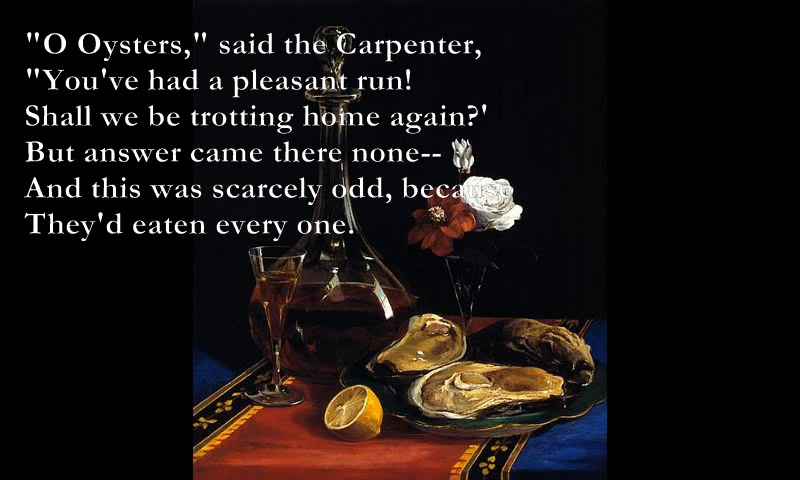 "O Oysters," said the Carpenter,
"You've had a pleasant run!
Shall we be trotting home again?'
But answer came there none--
And this was scarcely odd, because
They'd eaten every one.